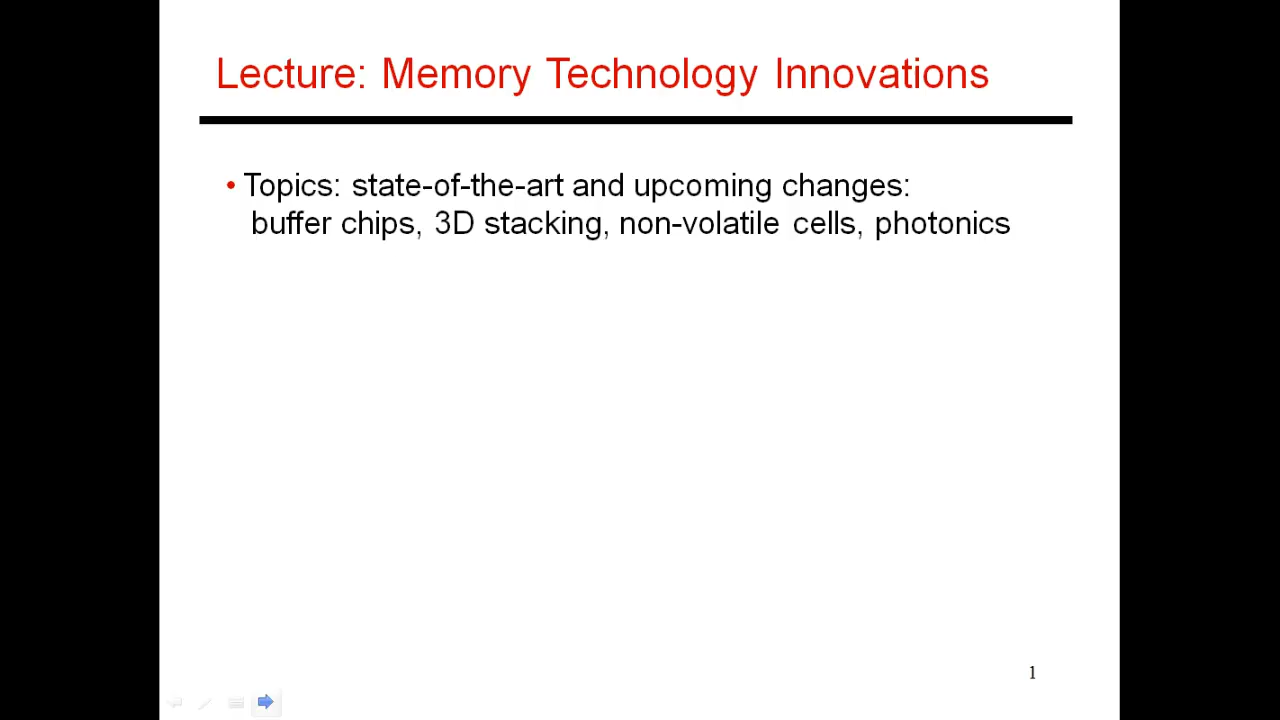 Lecture: Memory Technology Innovations
• Topics: state-of-the-art and upcoming changes:
buffer chips, 3D stacking, non-volatile cells, photonics
1